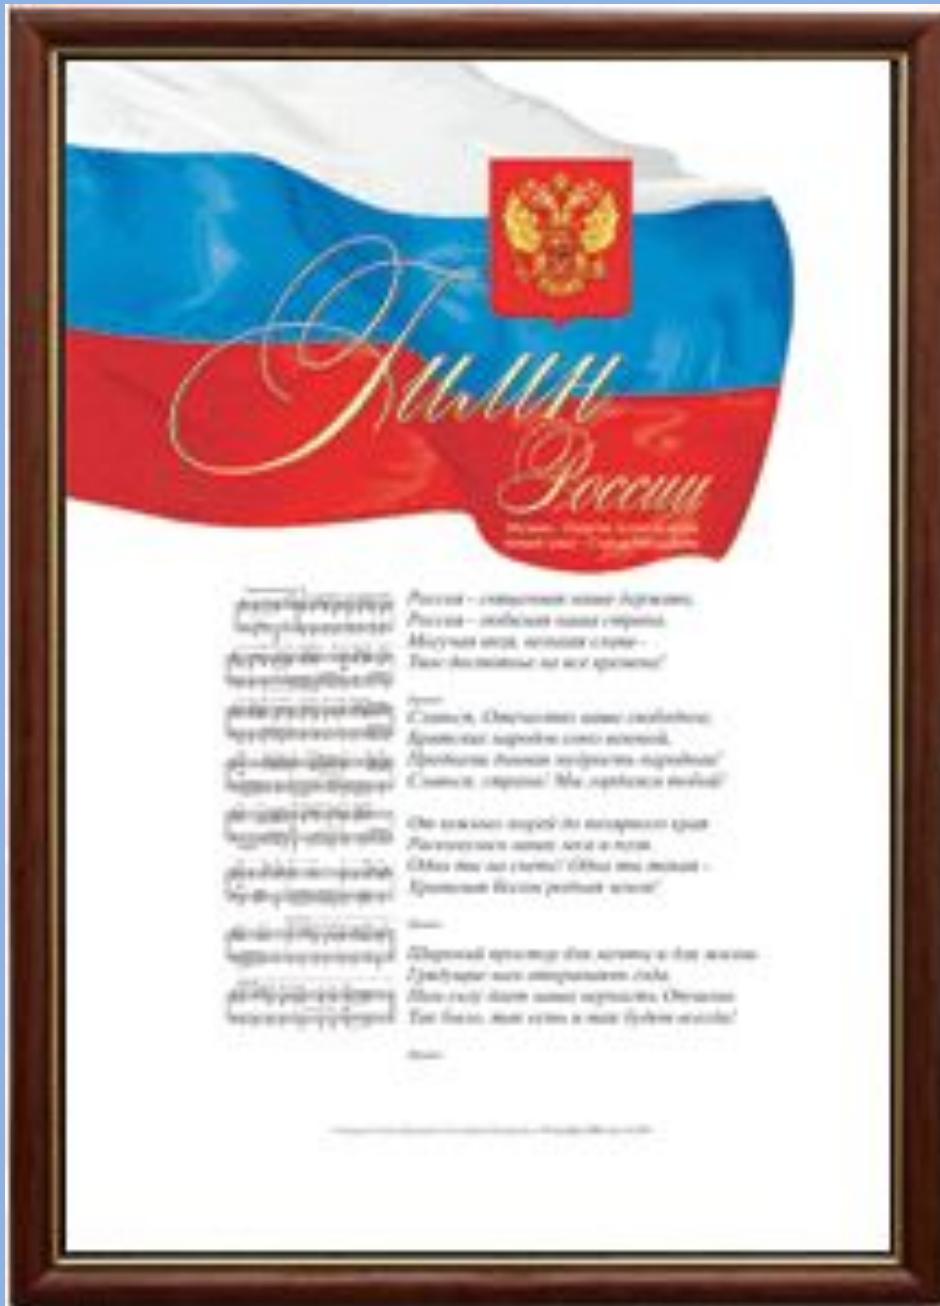 Гимн
России
Россия - священная наша держава,
Россия - любимая наша страна.
Могучая воля, великая слава -
Твое достоянье на все времена!
Славься, Отечество наше свободное,
Братских народов союз вековой,
Предками данная мудрость народная!
Славься, страна! Мы гордимся тобой!
От южных морей до полярного края
Раскинулись наши леса и поля.
Одна ты на свете! Одна ты такая -
Хранимая Богом родная земля!
Широкий простор для мечты и для жизни
Грядущие нам открывают года.
Нам силу дает наша верность Отчизне.
Так было, так есть и так будет всегда!